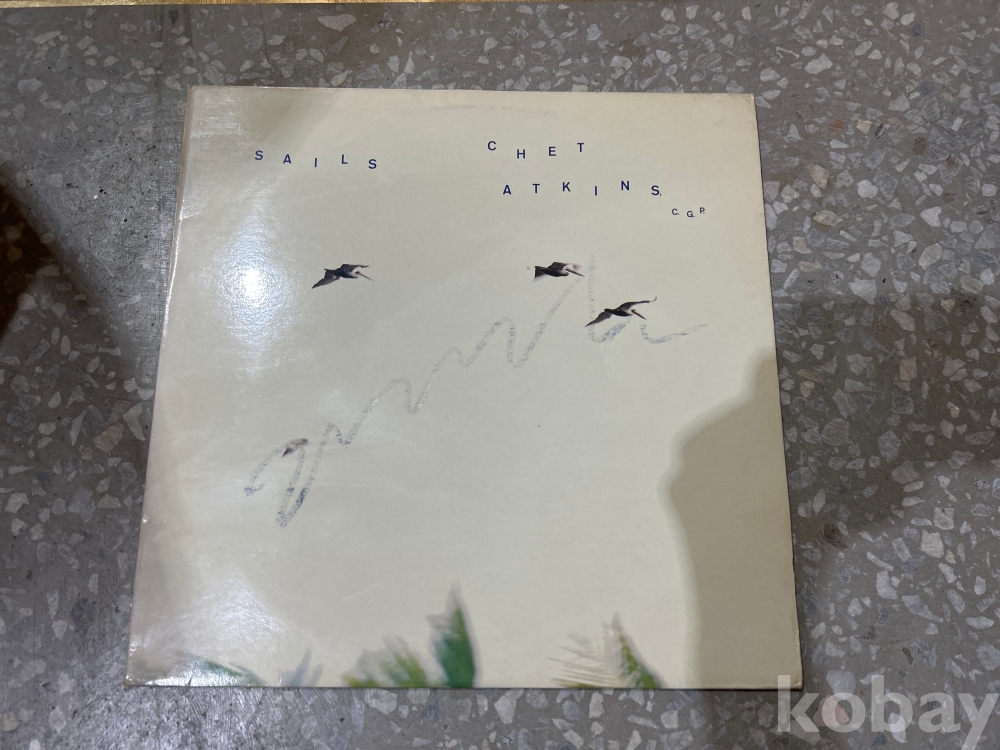 SAILS
CHET
ATKINS.
C.G.P.
kobay